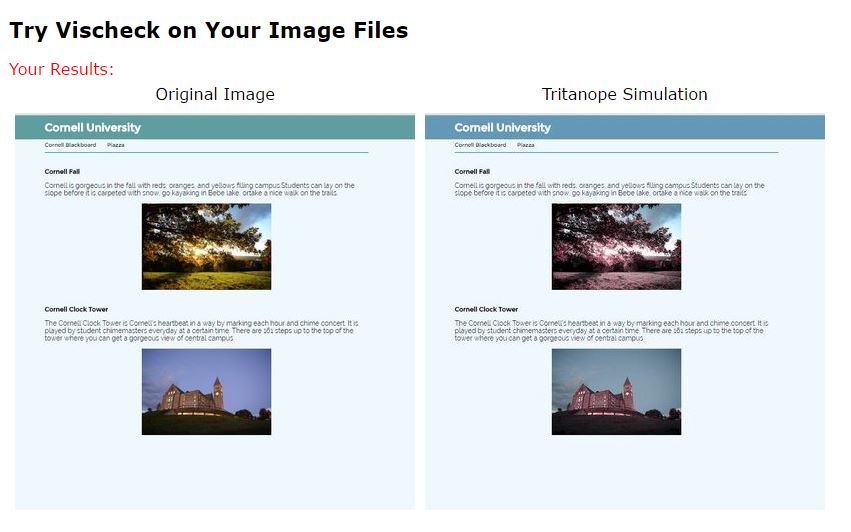 Try Vischeck on Your Image Files
Your Results:
Original Image
Cornell University
Cornell Blackboard Piazza
Cornell Fall
Cornell is gorgeous in the fall with reds, oranges, and yellows filling campus.Students can lay on the
slope before it is carpeted with snow, go kayaking in Bebe lake, ortake a nice walk on the trails.
Cornell Clock Tower
The Cornell Clock Tower is Cornell's heartbeat in a way by marking each hour and chime concert. It is
played by student chimemasters everyday at a certain time. There are 161 steps up to the top of the
tower where you can get a gorgeous view of central campus.
Tritanope Simulation
Cornell University
Cornell Blackboard Piazza
Cornell Fall
Cornell is gorgeous in the fall with reds, oranges, and yellows filling campus.Students can lay on the
slope before it is carpeted with snow, go kayaking in Bebe lake, ortake a nice walk on the trails.
Cornell Clock Tower
The Cornell Clock Tower is Cornell's heartbeat in a way by marking each hour and chime concert. It is
played by student chimemasters everyday at a certain time. There are 161 steps up to the top of the
tower where you can get a gorgeous view of central campus.